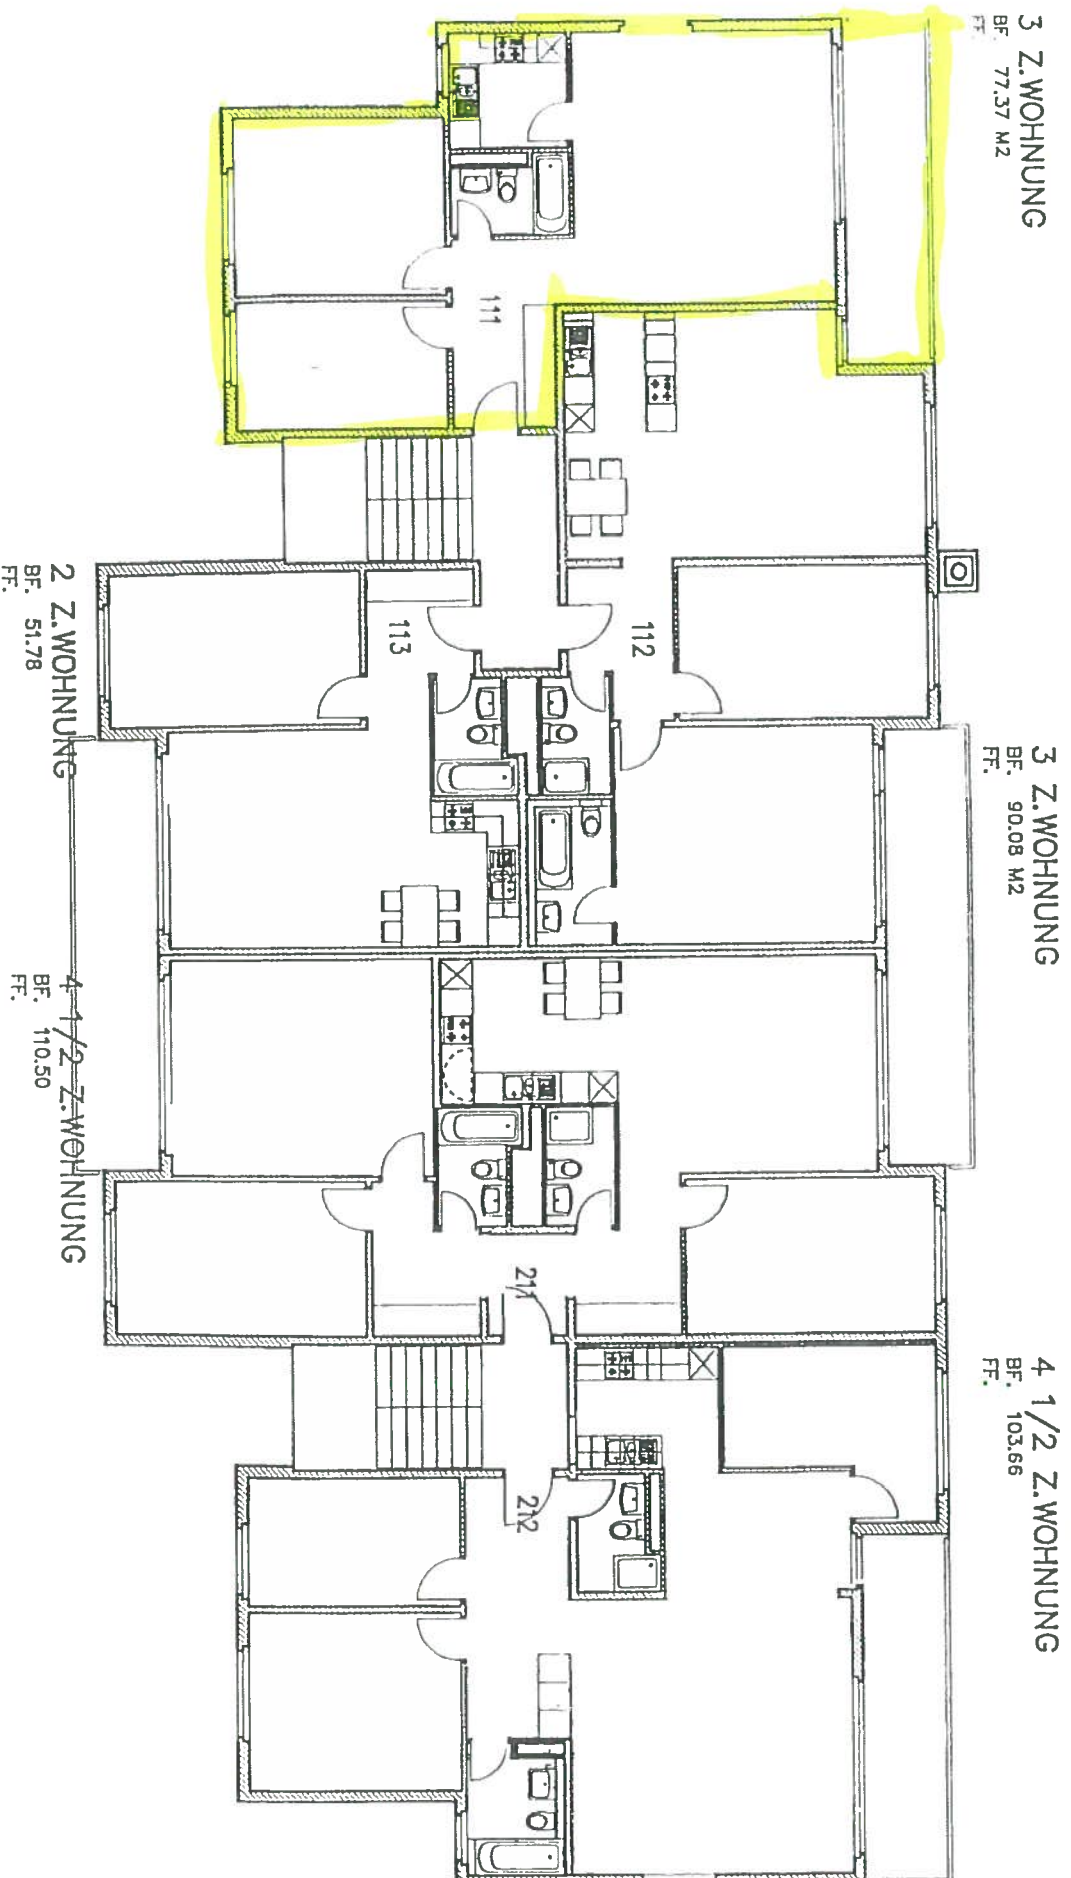 3 Z.WOHNUNG
BF. 77.37 M2
FF.
3 Z.WOHNUNG
BF. 90.08 M2
FF.
4 1/2 Z.WOHNUNG
BF. 103.66
FF.
111
112
113
211
212
2 Z.WOHNUNG
BF. 51.78
FF.
4 1/2 Z.WOHNUNG
BF. 110.50
FF.